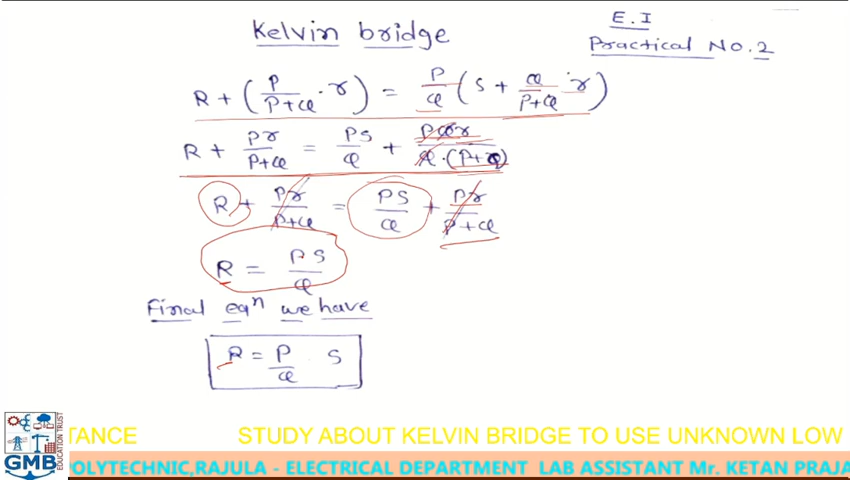 Kelvin bridge
E.I
Practical No.2
R + (P/P+Q · r) = P/Q (S + Q/P+Q · r)
R + Pr/P+Q = PS/Q + PQr/Q·(P+Q)
R + Pr/P+Q = PS/Q + Pr/P+Q
R = PS/Q
Final eqⁿ we have
R = P/Q S
TANCE STUDY ABOUT KELVIN BRIDGE TO USE UNKNOWN LOW
GMB
EDUCATION TRUST
POLYTECHNIC,RAJULA - ELECTRICAL DEPARTMENT LAB ASSISTANT Mr. KETAN PRAJA